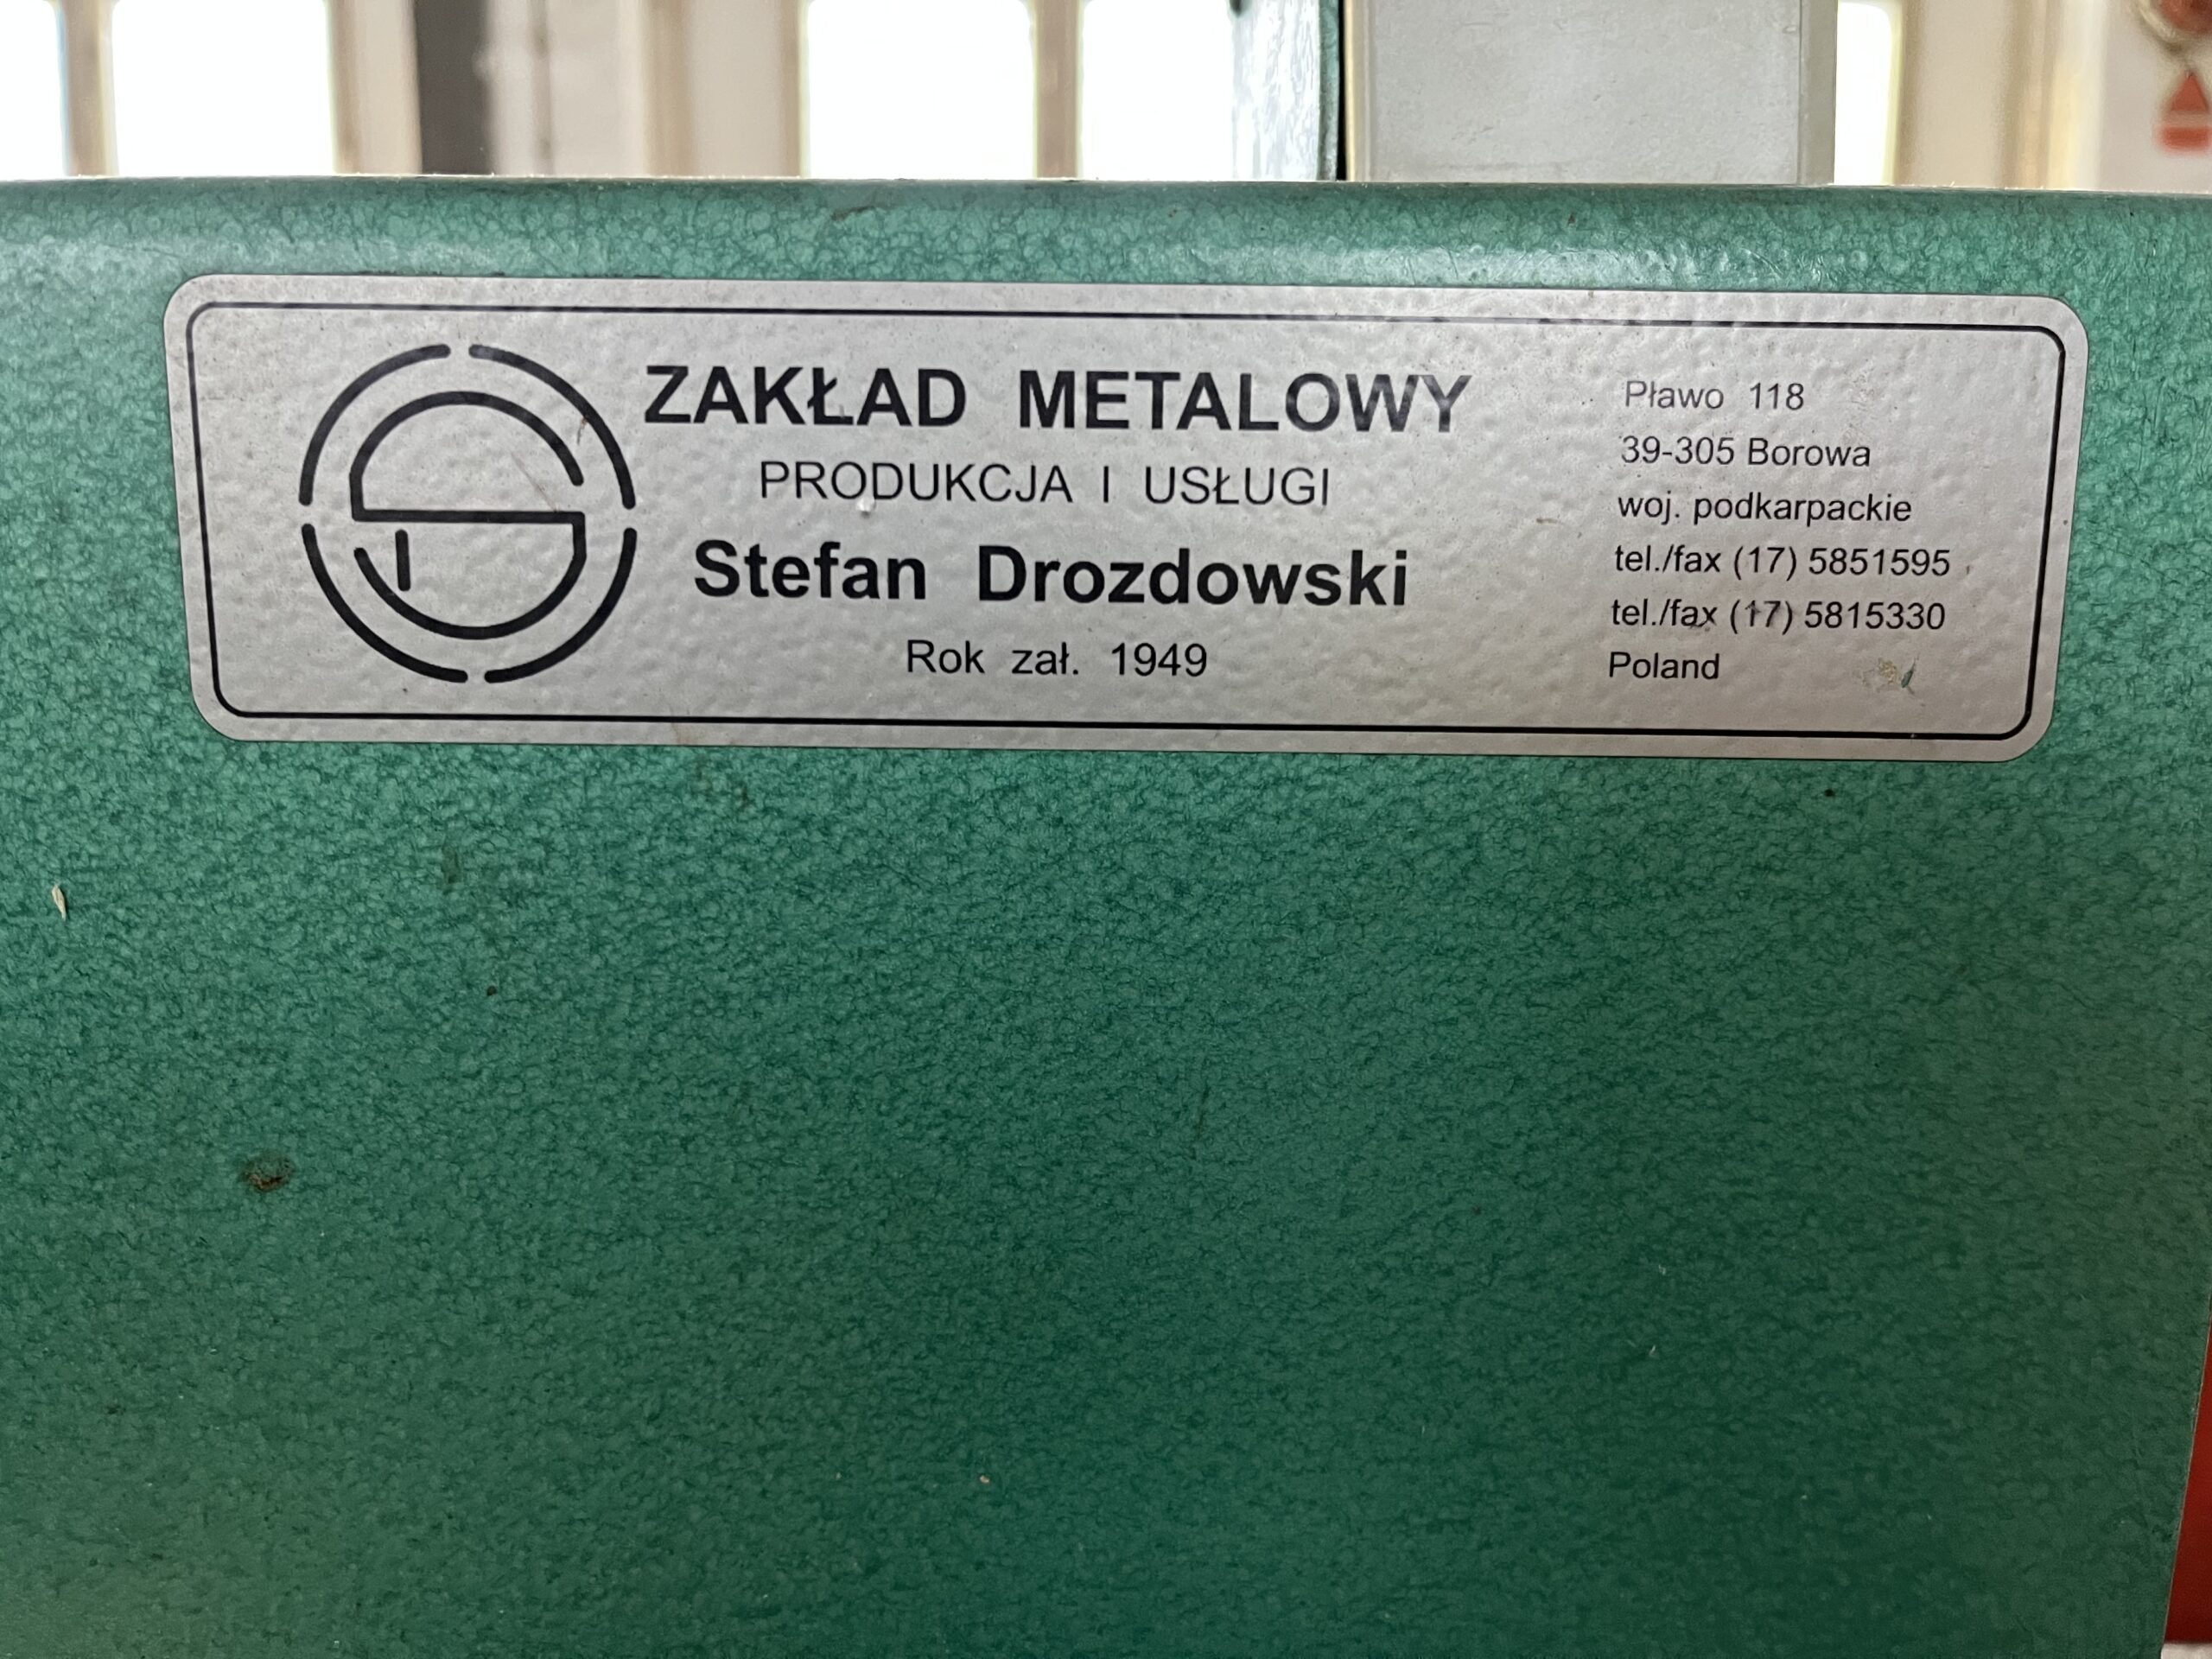 ZAKŁAD METALOWY
PRODUKCJA I USŁUGI
Stefan Drozdowski
Rok zał. 1949
Pławo 118
39-305 Borowa
woj. podkarpackie
tel./fax (17) 5851595
tel./fax (17) 5815330
Poland